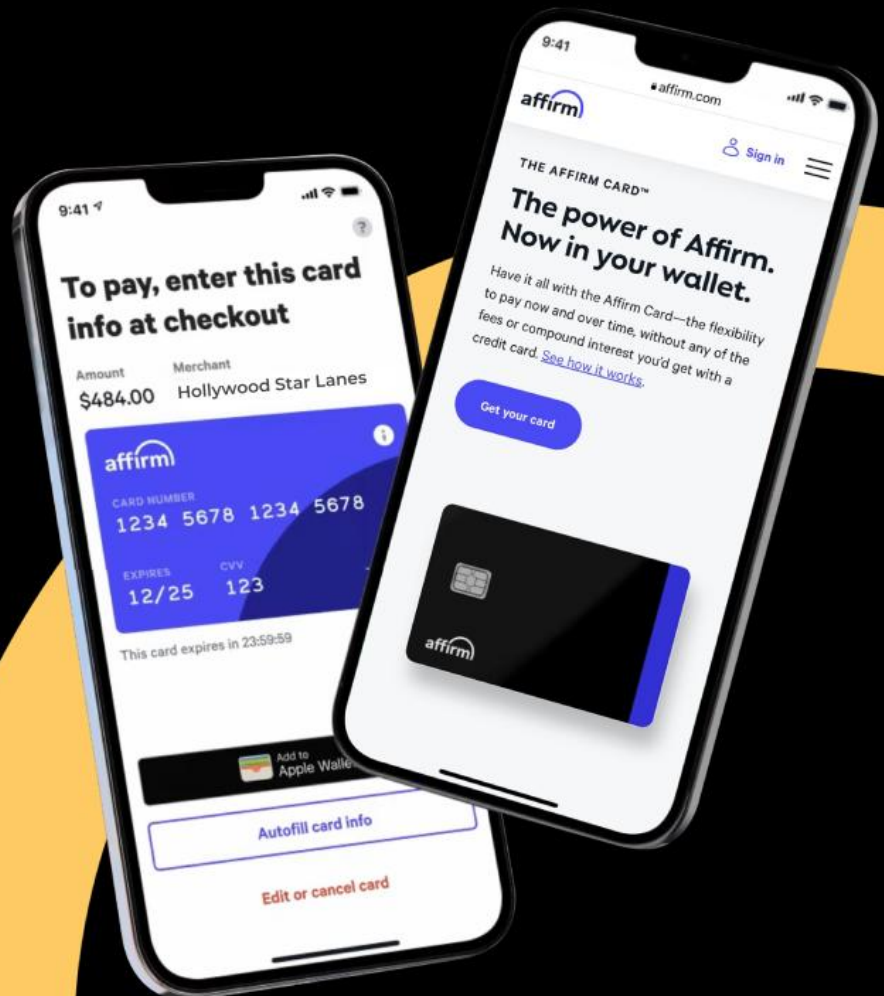 9:41
?
To pay, enter this card
info at checkout
Amount Merchant
$484.00 Hollywood Star Lanes
affirm
i
CARD NUMBER
1234 5678 1234 5678
EXPIRES CVV
12/25 123
This card expires in 23:59:59
Add to
Apple Walle
Autofill card info
Edit or cancel card
9:41
affirm.com
affirm
Sign in
THE AFFIRM CARD™
The power of Affirm.
Now in your wallet.
Have it all with the Affirm Card—the flexibility
to pay now and over time, without any of the
fees or compound interest you’d get with a
credit card. See how it works.
Get your card
affirm